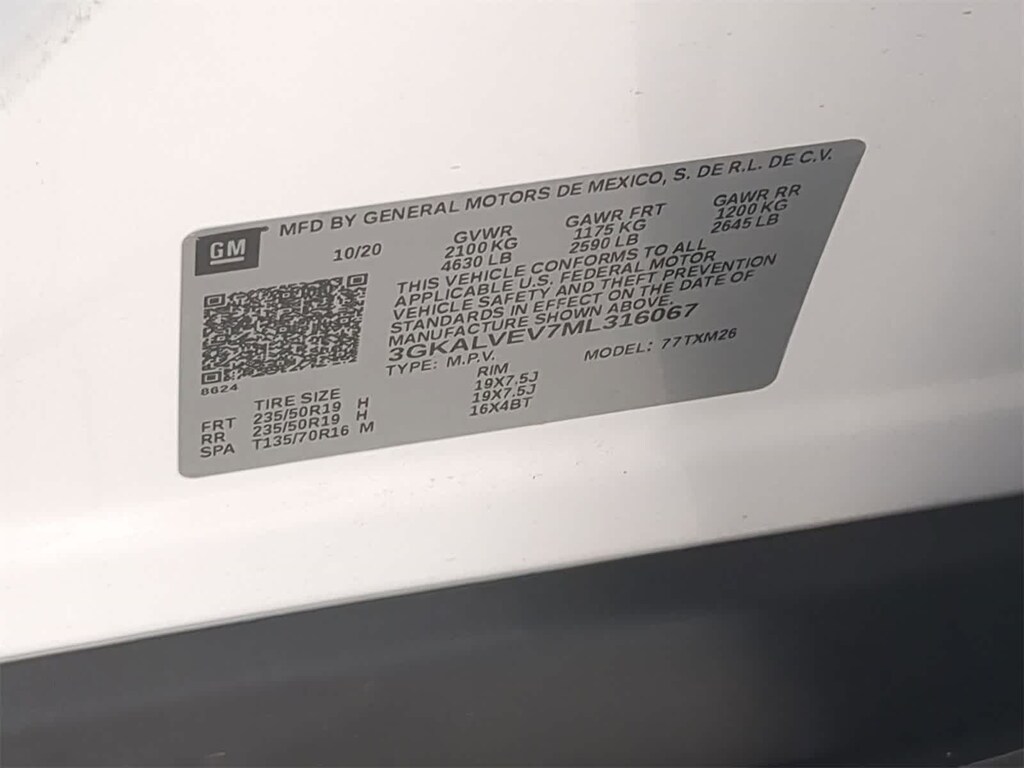 GM
MFD BY GENERAL MOTORS DE MEXICO, S. DE R.L. DE C.V.
10/20 GVWR GAWR FRT GAWR RR
2100 KG 1175 KG 1200 KG
4630 LB 2590 LB 2645 LB
THIS VEHICLE CONFORMS TO ALL
APPLICABLE U.S. FEDERAL MOTOR
VEHICLE SAFETY AND THEFT PREVENTION
STANDARDS IN EFFECT ON THE DATE OF
MANUFACTURE SHOWN ABOVE.
3GKALVEV7ML316067
TYPE: M.P.V. MODEL: 77TXM26
8624
TIRE SIZE RIM
FRT 235/50R19 H 19X7.5J
RR 235/50R19 H 19X7.5J
SPA T135/70R16 M 16X4BT